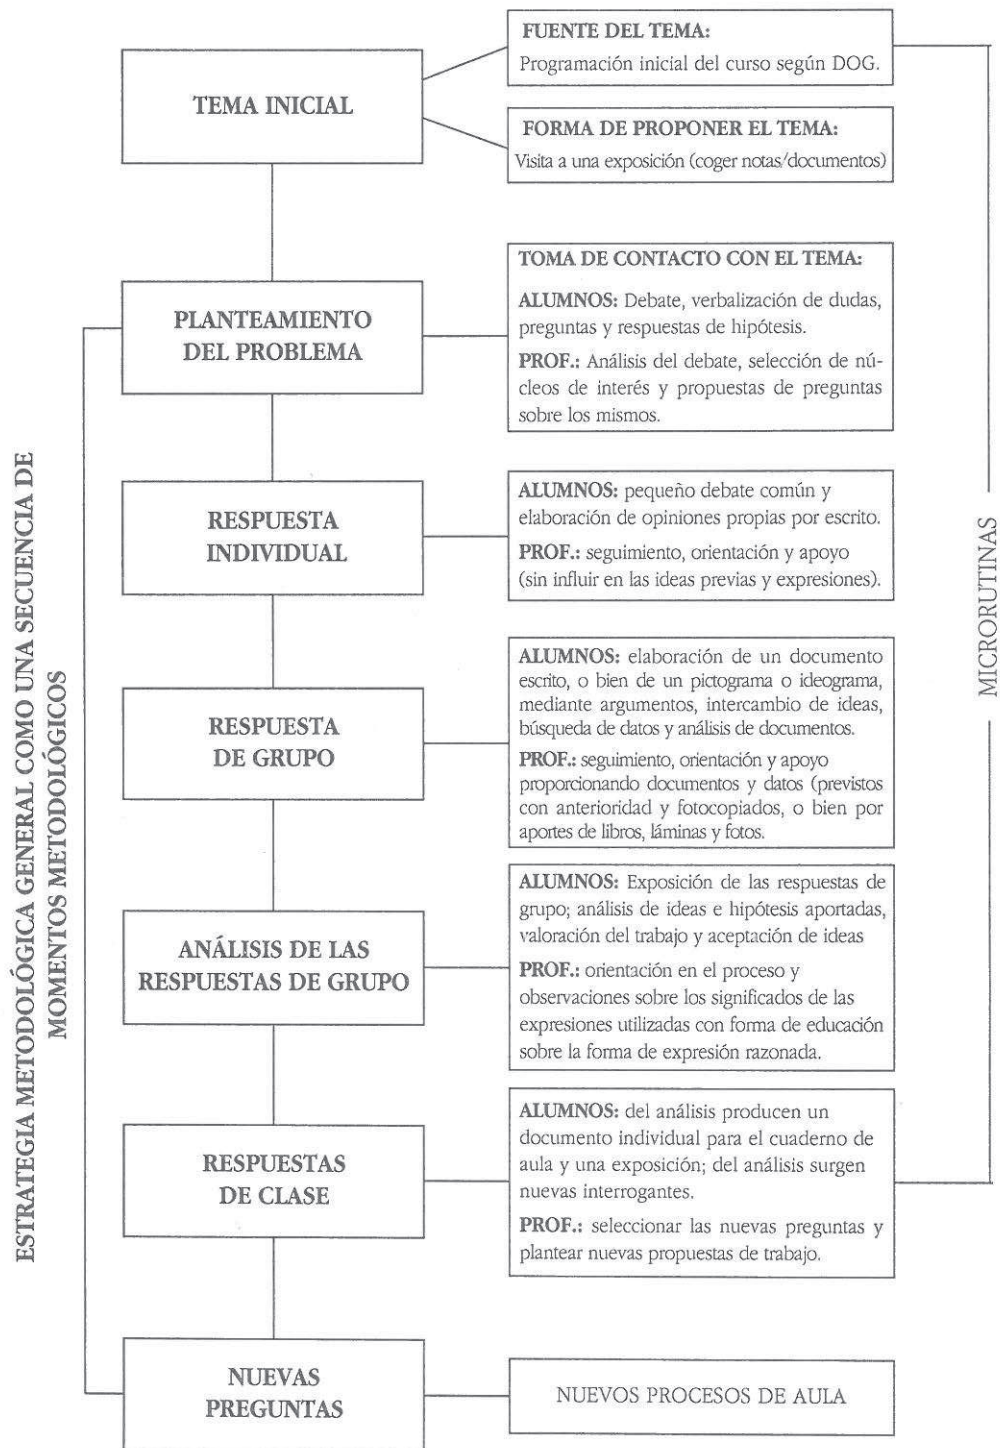 ESTRATEGIA METODOLÓGICA GENERAL COMO UNA SECUENCIA DE
MOMENTOS METODOLÓGICOS
TEMA INICIAL
FUENTE DEL TEMA:
Programación inicial del curso según DOG.
FORMA DE PROPONER EL TEMA:
Visita a una exposición (coger notas/documentos)
PLANTEAMIENTO
DEL PROBLEMA
TOMA DE CONTACTO CON EL TEMA:
ALUMNOS: Debate, verbalización de dudas,
preguntas y respuestas de hipótesis.
PROF.: Análisis del debate, selección de nú-
cleos de interés y propuestas de preguntas
sobre los mismos.
RESPUESTA
INDIVIDUAL
ALUMNOS: pequeño debate común y
elaboración de opiniones propias por escrito.
PROF.: seguimiento, orientación y apoyo
(sin influir en las ideas previas y expresiones).
RESPUESTA
DE GRUPO
ALUMNOS: elaboración de un documento
escrito, o bien de un pictograma o ideograma,
mediante argumentos, intercambio de ideas,
búsqueda de datos y análisis de documentos.
PROF.: seguimiento, orientación y apoyo
proporcionando documentos y datos (previstos
con anterioridad y fotocopiados, o bien por
aportes de libros, láminas y fotos.
ANÁLISIS DE LAS
RESPUESTAS DE GRUPO
ALUMNOS: Exposición de las respuestas de
grupo; análisis de ideas e hipótesis aportadas,
valoración del trabajo y aceptación de ideas
PROF.: orientación en el proceso y
observaciones sobre los significados de las
expresiones utilizadas con forma de educación
sobre la forma de expresión razonada.
RESPUESTAS
DE CLASE
ALUMNOS: del análisis producen un
documento individual para el cuaderno de
aula y una exposición; del análisis surgen
nuevas interrogantes.
PROF.: seleccionar las nuevas preguntas y
plantear nuevas propuestas de trabajo.
NUEVAS
PREGUNTAS
NUEVOS PROCESOS DE AULA
MICRORUTINAS